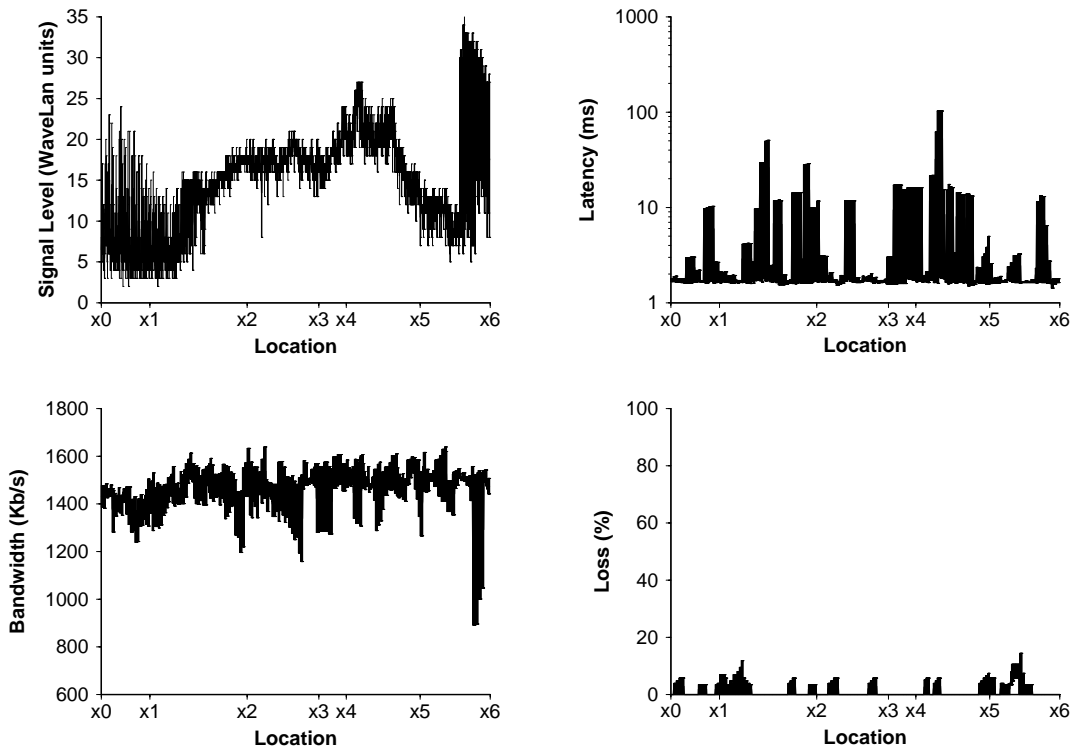 Signal Level (WaveLan units)
35
30
25
20
15
10
5
0
x0 x1 x2 x3 x4 x5 x6
Location
Latency (ms)
1000
100
10
1
x0 x1 x2 x3 x4 x5 x6
Location
Bandwidth (Kb/s)
1800
1600
1400
1200
1000
800
600
x0 x1 x2 x3 x4 x5 x6
Location
Loss (%)
100
80
60
40
20
0
x0 x1 x2 x3 x4 x5 x6
Location